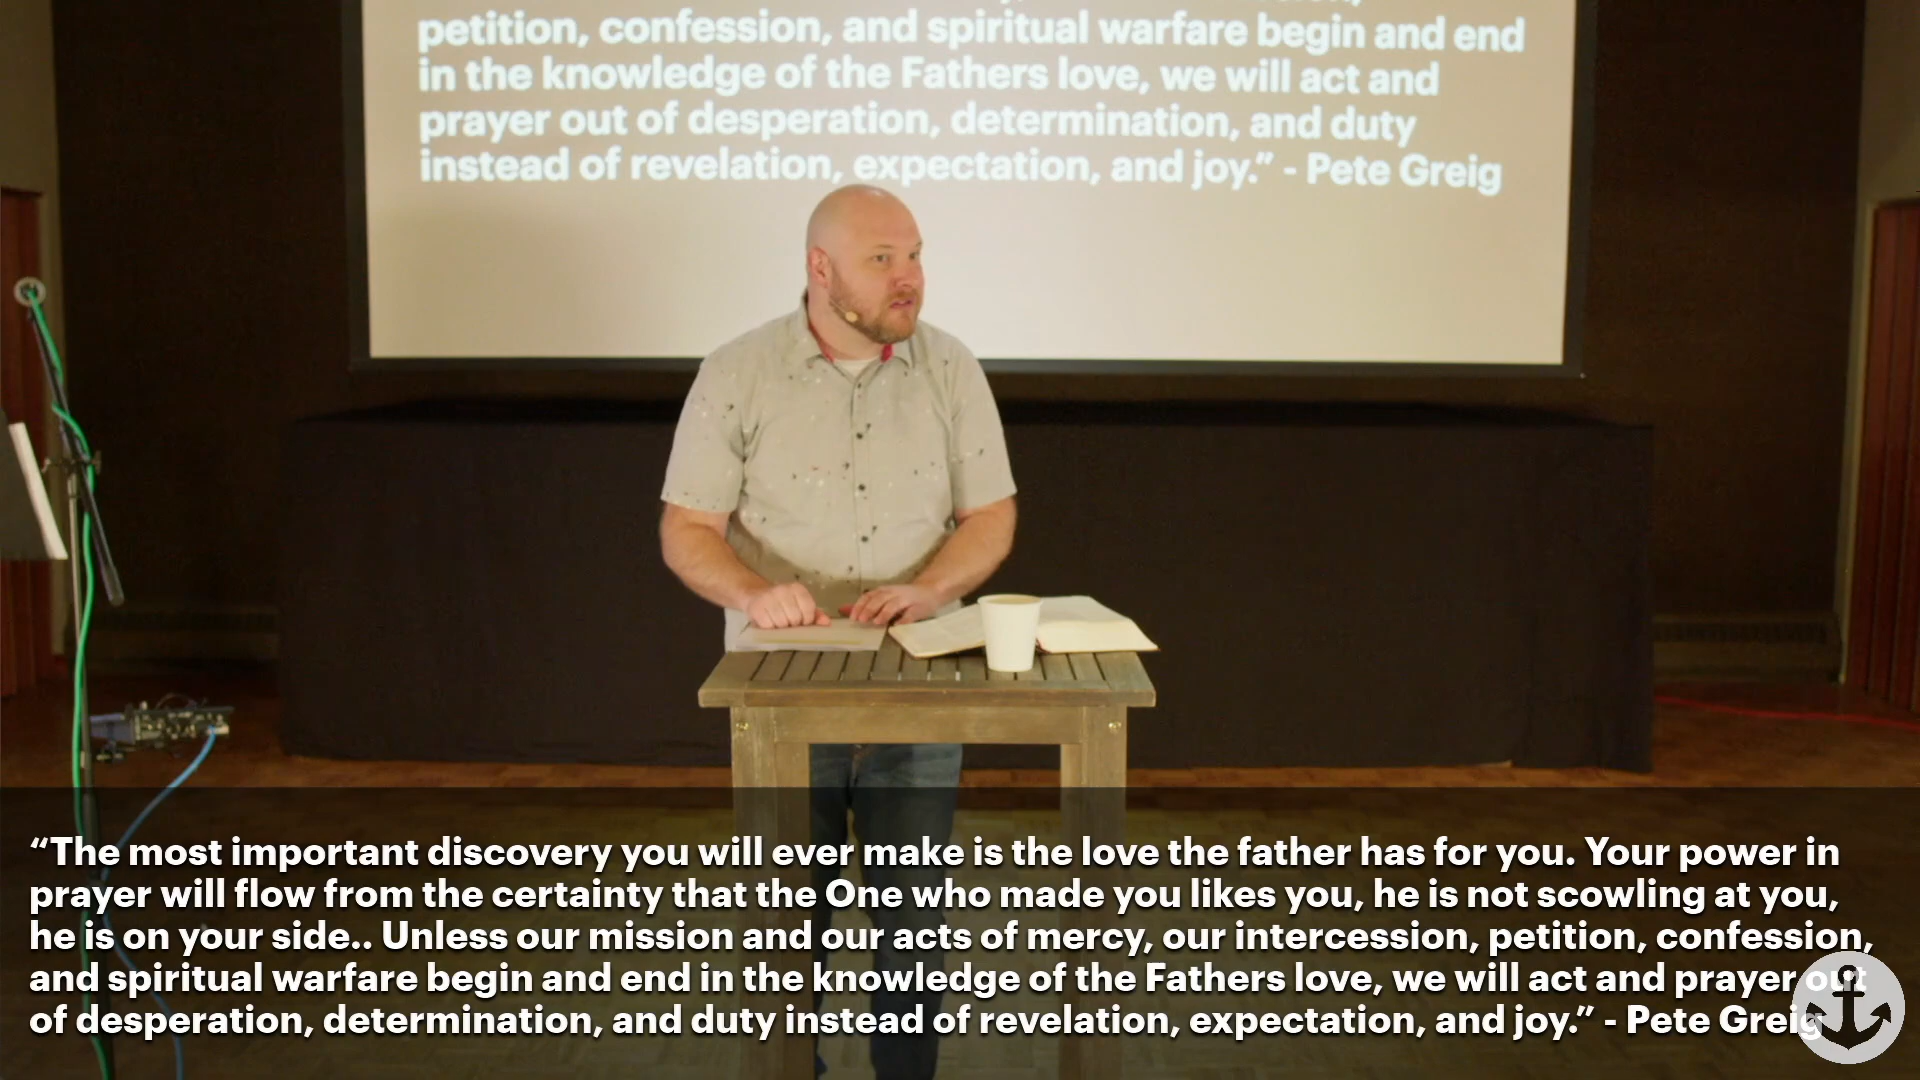 petition, confession, and spiritual warfare begin and end
in the knowledge of the Fathers love, we will act and
prayer out of desperation, determination, and duty
instead of revelation, expectation, and joy.” - Pete Greig
“The most important discovery you will ever make is the love the father has for you. Your power in
prayer will flow from the certainty that the One who made you likes you, he is not scowling at you,
he is on your side.. Unless our mission and our acts of mercy, our intercession, petition, confession,
and spiritual warfare begin and end in the knowledge of the Fathers love, we will act and prayer out
of desperation, determination, and duty instead of revelation, expectation, and joy.” - Pete Greig